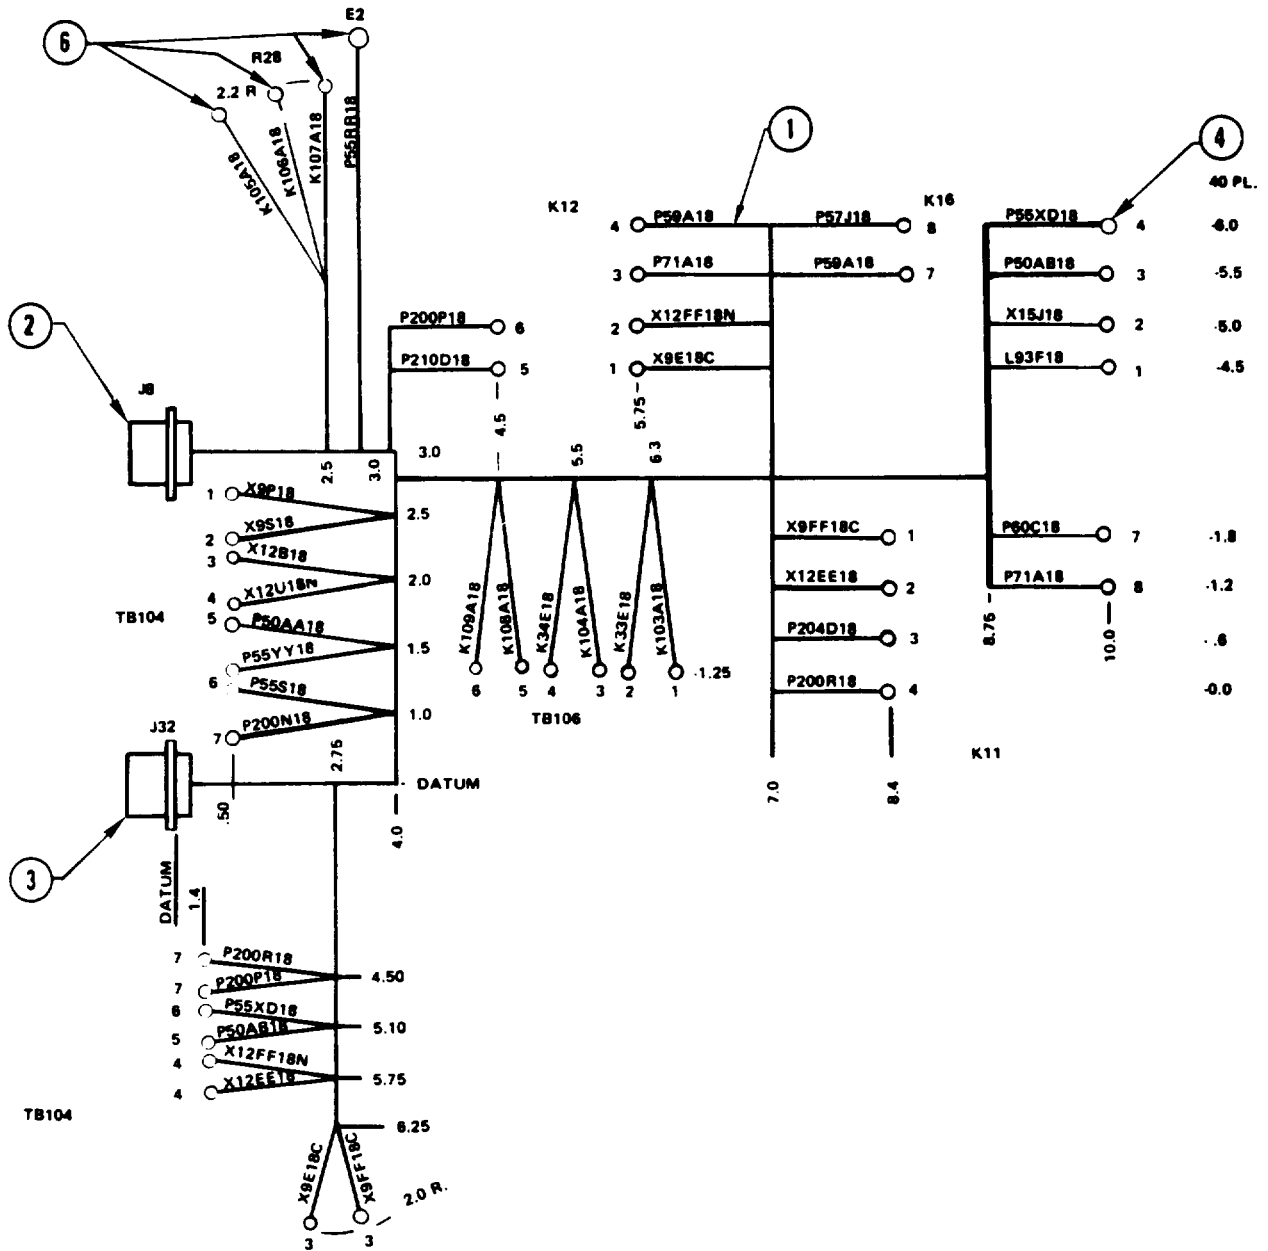 E2
6
R28
2.2 R
K105A18
K106A18
K107A18
P55RR18
1
4
40 PL.
K12
K16
4 P59A18
P57J18 8
P55XD18 4 -6.0
3 P71A18
P59A18 7
P50AB18 3 -5.5
P200P18 6
2 X12FF18N
X15J18 2 -5.0
2
P210D18 5
1 X9E18C
L93F18 1 -4.5
J8
4.5
5.75
2.5
3.0
3.0
5.5
6.3
1 X9P18
2.5
2 X9S18
3 X12B18
2.0
4 X12U18N
TB104
5 P50AA18
1.5
P55YY18
6 P55S18
1.0
7 P200N18
K109A18
K108A18
K34E18
K104A18
K33E18
K103A18
6 5 4 3 2 1 -1.25
TB106
X9FF18C 1
X12EE18 2
P204D18 3
P200R18 4
P60C18 7 -1.8
P71A18 8 -1.2
-.6
-0.0
8.75
10.0
K11
7.0
8.4
J32
2.75
DATUM
.50
4.0
3
DATUM
1.4
7 P200R18
4.50
7 P200P18
6 P55XD18
5.10
5 P50AB18
4 X12FF18N
5.75
4 X12EE18
TB104
6.25
X9E18C
X9FF18C
2.0 R.
3
3